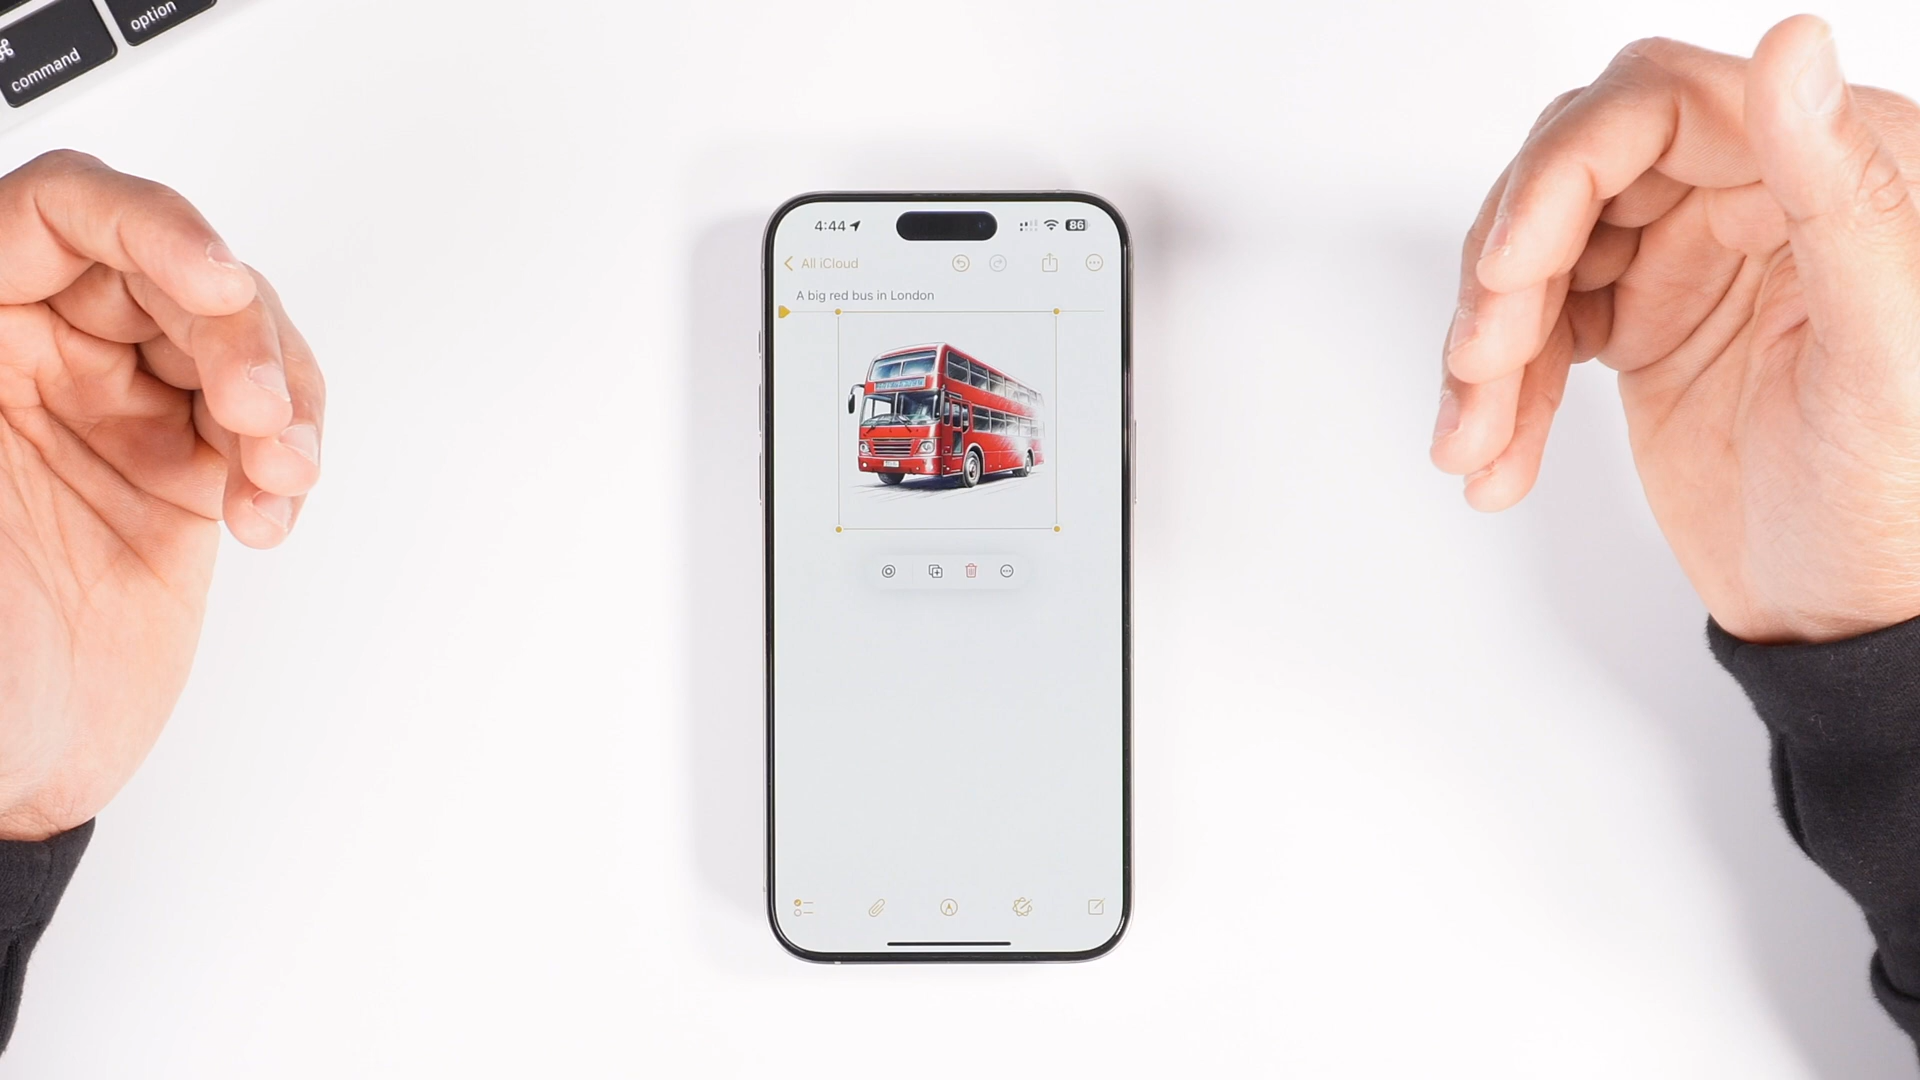 option
⌘
command
4:44
86
All iCloud
A big red bus in London